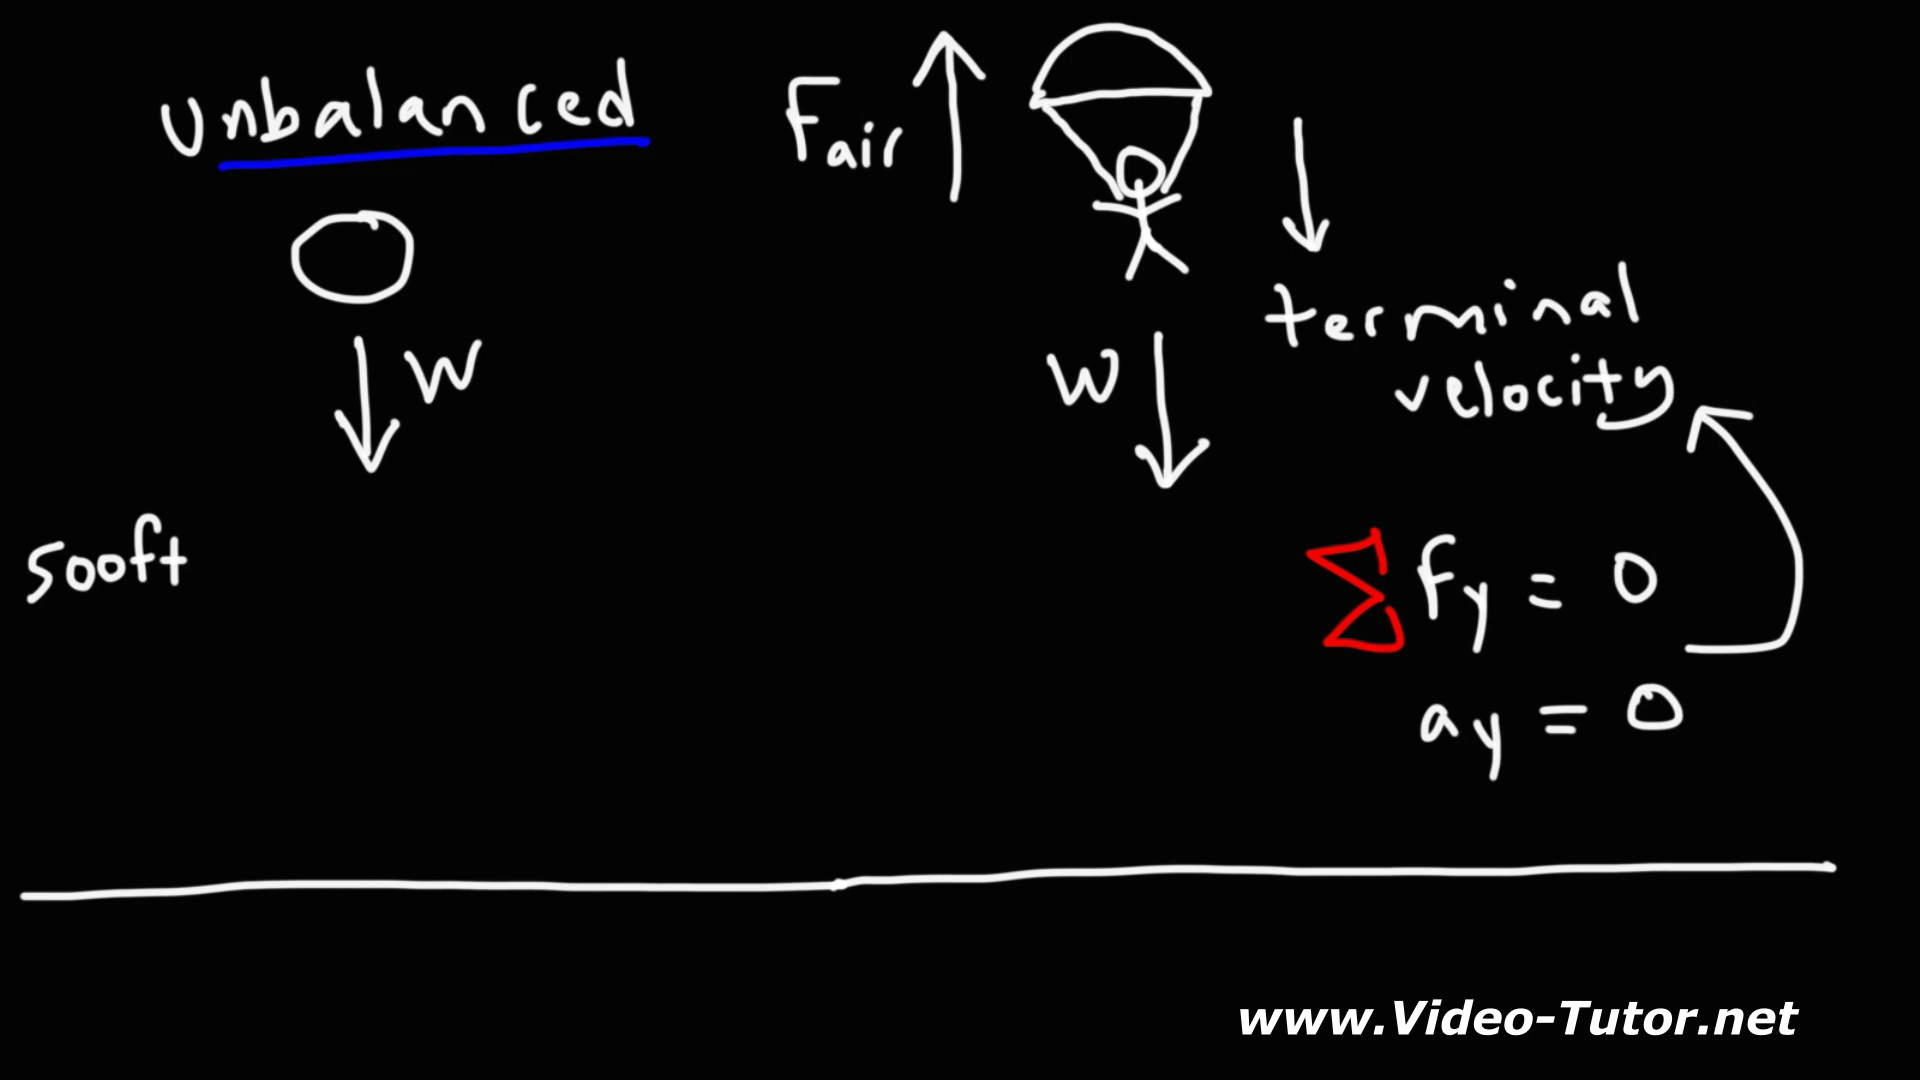 Unbalanced
Fair
W
500ft
W
terminal
velocity
Σ Fy = 0
ay = 0
www.Video-Tutor.net